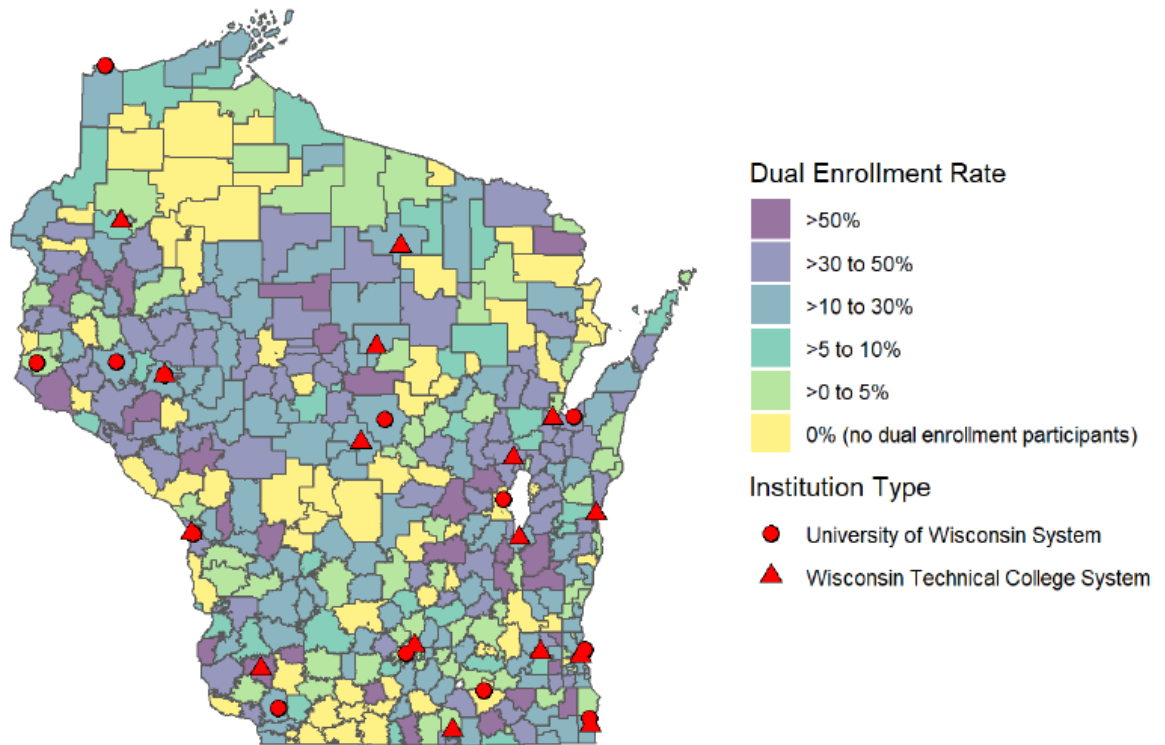 Dual Enrollment Rate
>50%
>30 to 50%
>10 to 30%
>5 to 10%
>0 to 5%
0% (no dual enrollment participants)
Institution Type
University of Wisconsin System
Wisconsin Technical College System